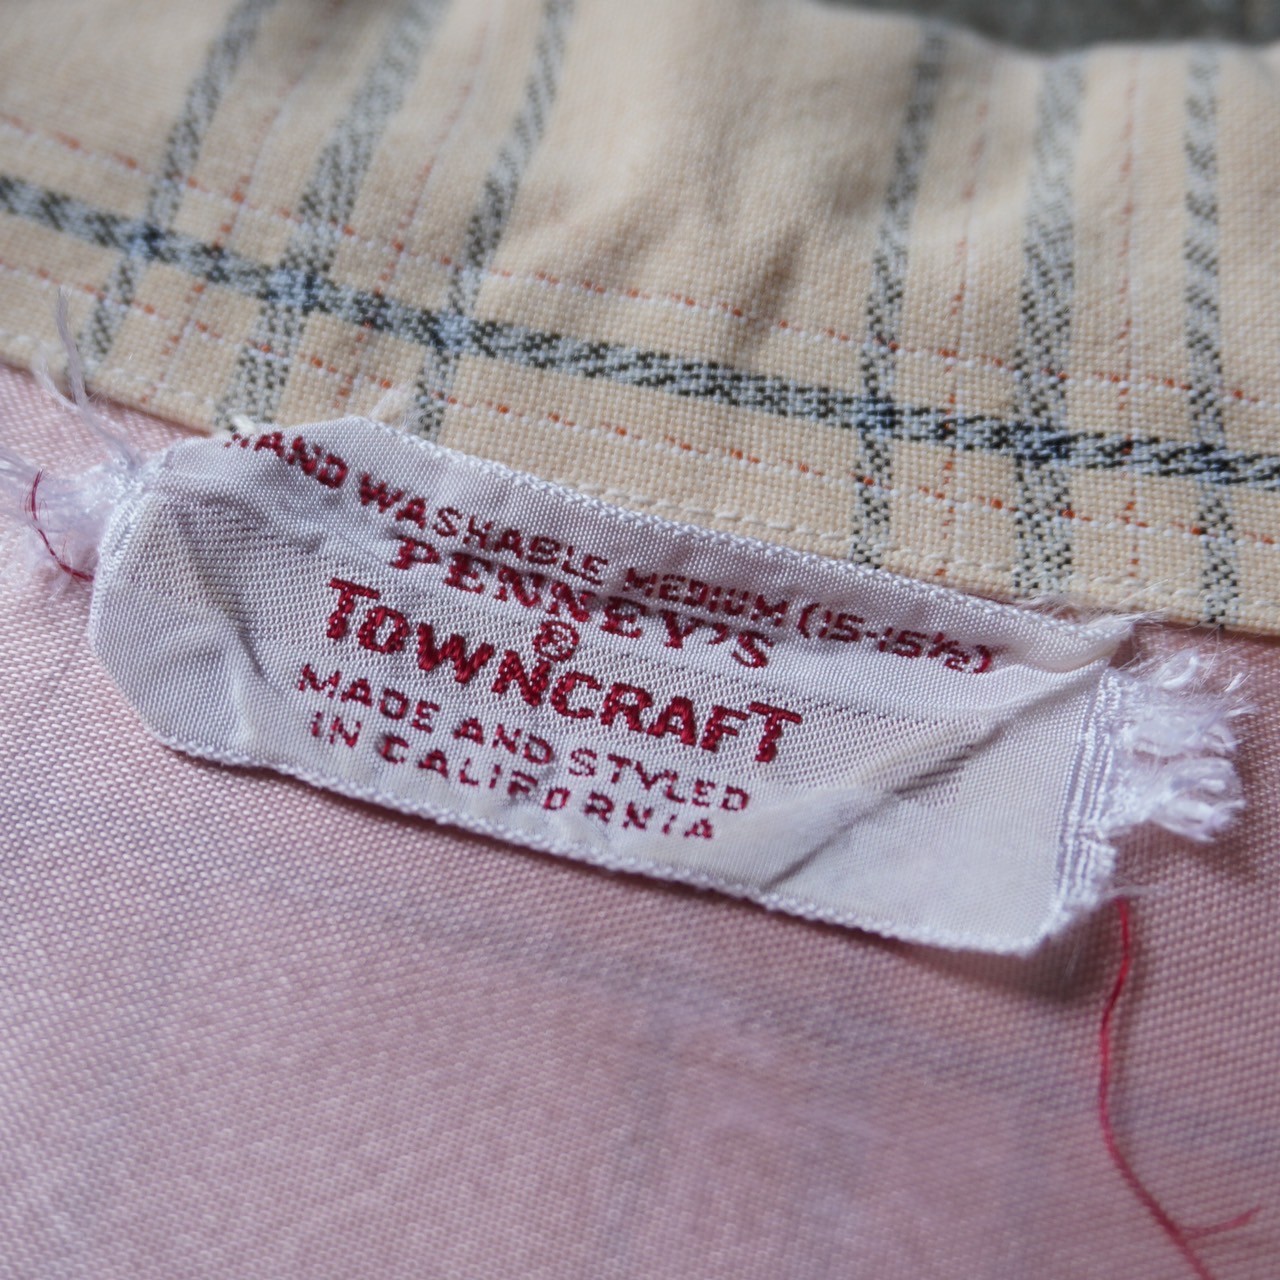 HAND WASHABLE MEDIUM (15-15½)
PENNEY'S
®
TOWNCRAFT
MADE AND STYLED
IN CALIFORNIA